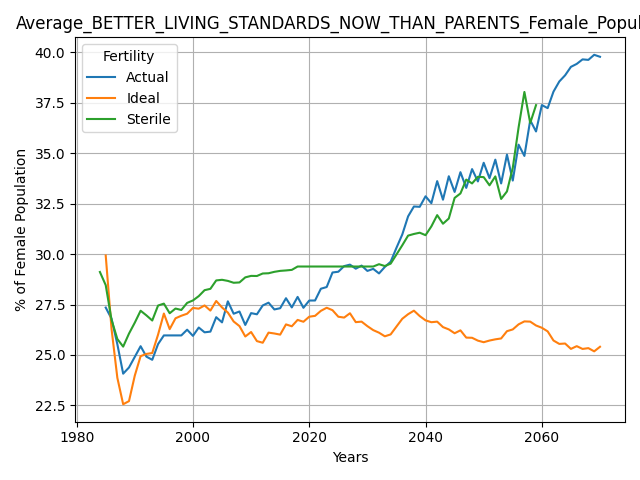 Average_BETTER_LIVING_STANDARDS_NOW_THAN_PARENTS_Female_Popul
Fertility
Actual
Ideal
Sterile
% of Female Population
40.0
37.5
35.0
32.5
30.0
27.5
25.0
22.5
1980 2000 2020 2040 2060
Years